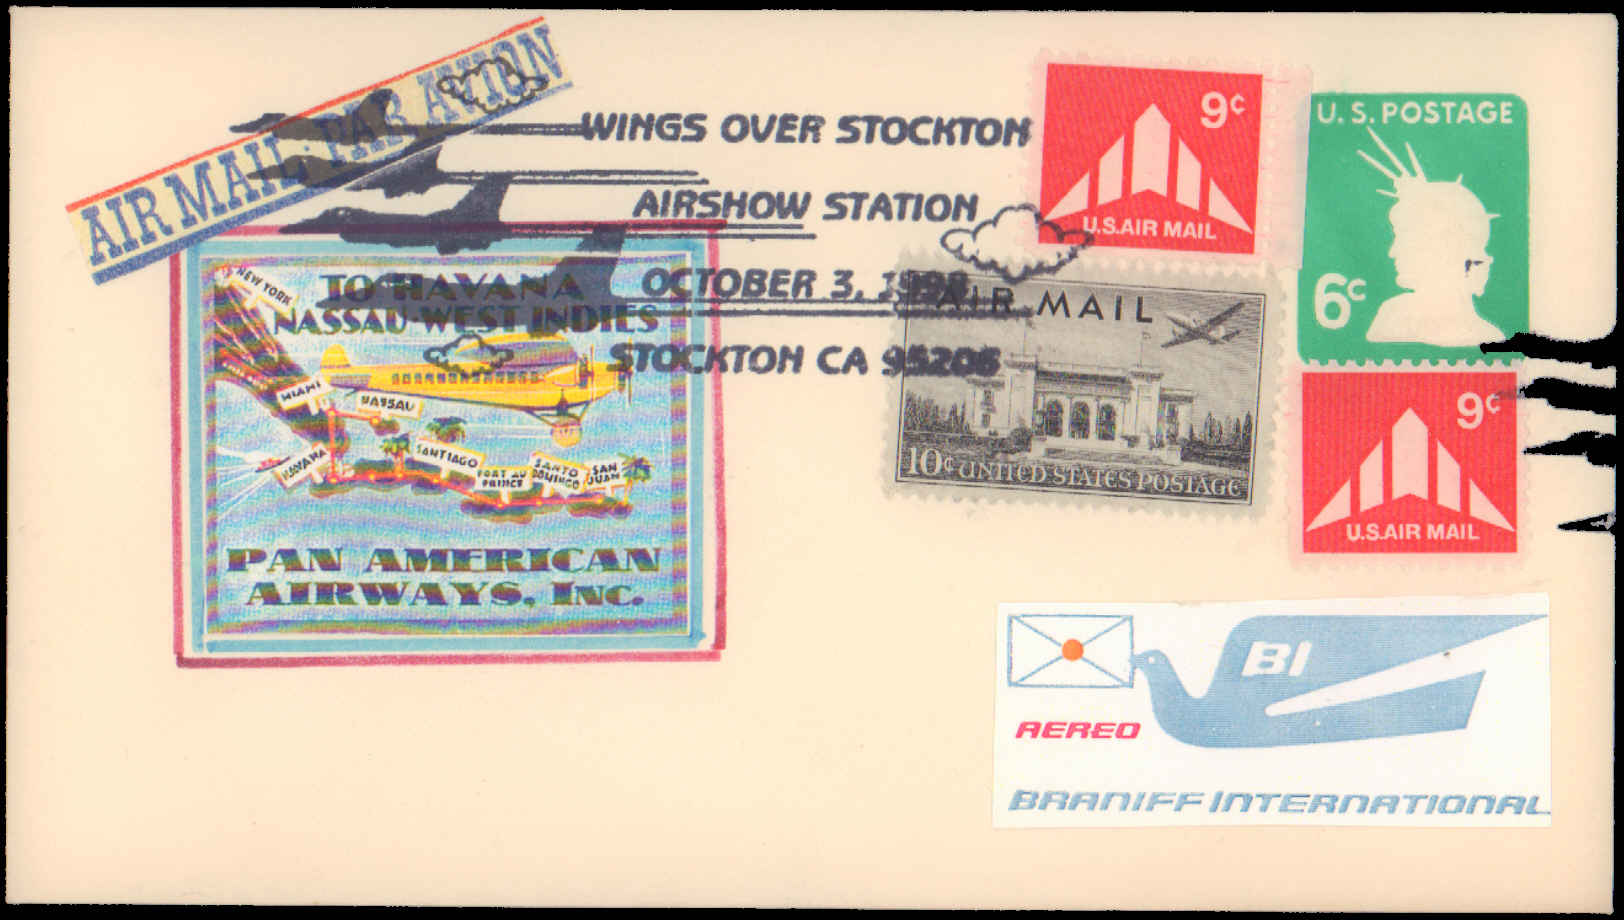 AIR MAIL · PAR AVION
WINGS OVER STOCKTON
AIRSHOW STATION
OCTOBER 3, 1998
STOCKTON CA 95206
9¢
U.S. AIR MAIL
U. S. POSTAGE
6¢
AIR MAIL
10¢ UNITED STATES POSTAGE
9¢
U.S. AIR MAIL
TO HAVANA
NASSAU · WEST INDIES
NEW YORK
MIAMI
NASSAU
HAVANA
SANTIAGO
PORT AU
PRINCE
SANTO
DOMINGO
SAN
JUAN
PAN AMERICAN
AIRWAYS, INC.
BI
AEREO
BRANIFF INTERNATIONAL